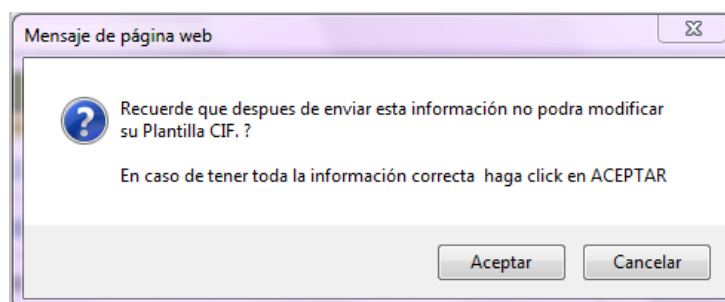 Mensaje de página web
Recuerde que despues de enviar esta información no podra modificar
su Plantilla CIF. ?
En caso de tener toda la información correcta  haga click en ACEPTAR
Aceptar
Cancelar